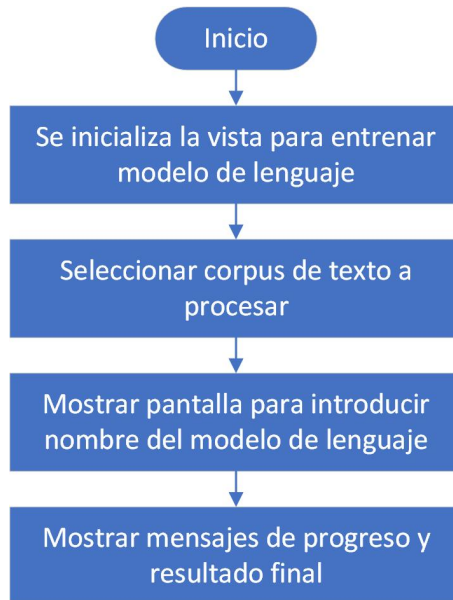 Inicio
Se inicializa la vista para entrenar
modelo de lenguaje
Seleccionar corpus de texto a
procesar
Mostrar pantalla para introducir
nombre del modelo de lenguaje
Mostrar mensajes de progreso y
resultado final